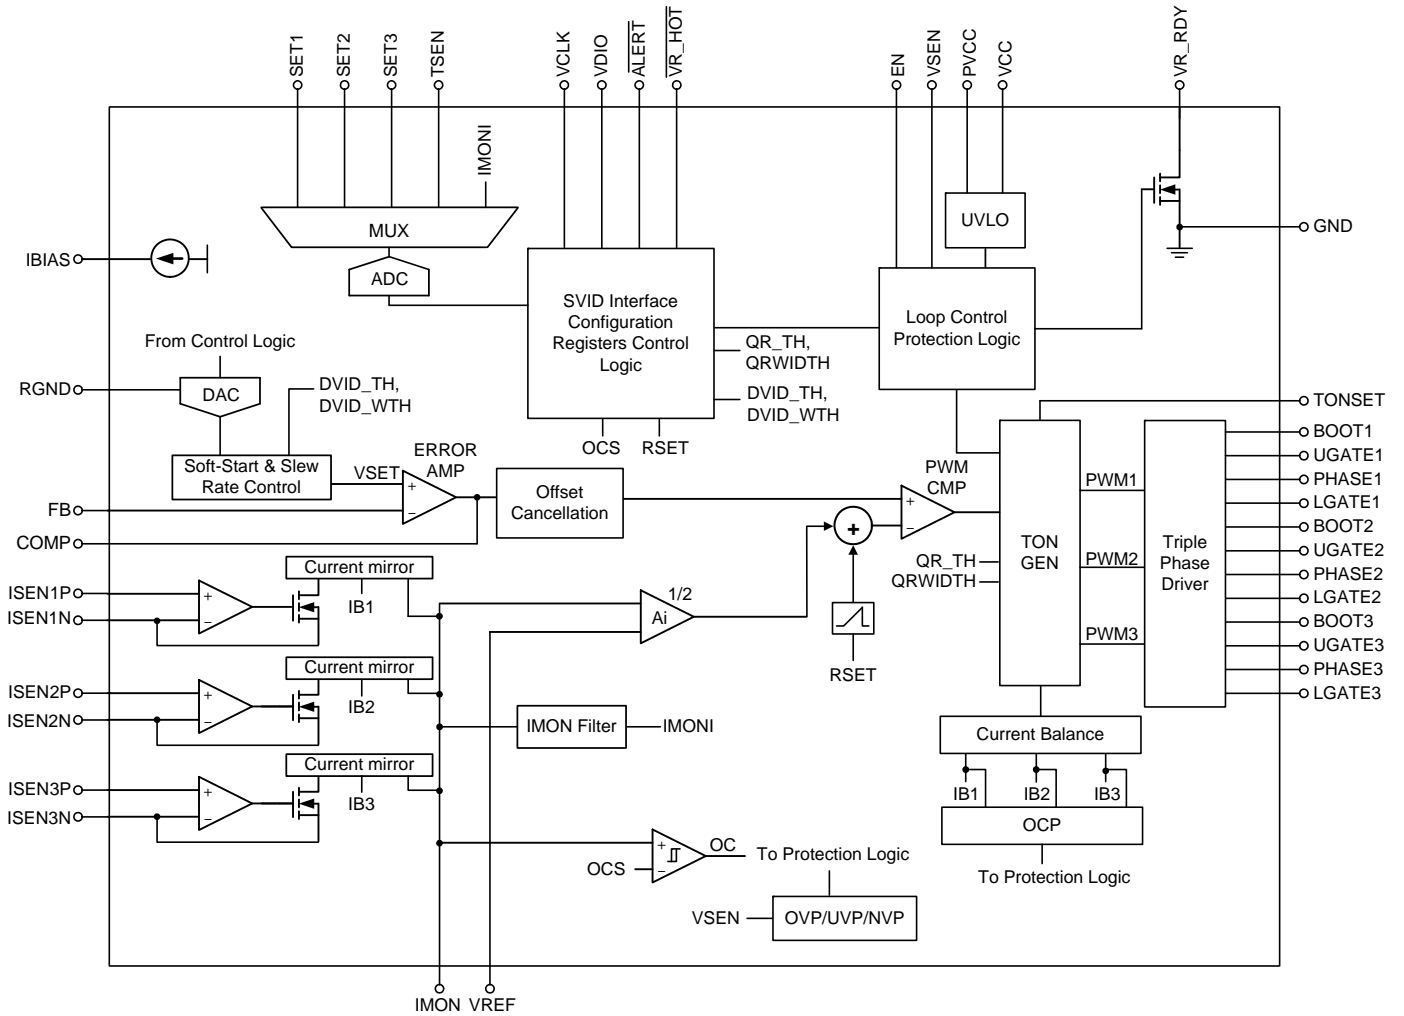 SET1
SET2
SET3
TSEN
VCLK
VDIO
ALERT
VR_HOT
EN
VSEN
PVCC
VCC
VR_RDY
IMONI
MUX
ADC
UVLO
GND
IBIAS
SVID Interface
Configuration
Registers Control
Logic
Loop Control
Protection Logic
QR_TH,
QRWIDTH
DVID_TH,
DVID_WTH
OCS
RSET
From Control Logic
RGND
DAC
DVID_TH,
DVID_WTH
Soft-Start & Slew
Rate Control
VSET
ERROR
AMP
+
−
Offset
Cancellation
PWM
CMP
+
−
FB
COMP
TONSET
BOOT1
UGATE1
PHASE1
LGATE1
BOOT2
UGATE2
PHASE2
LGATE2
BOOT3
UGATE3
PHASE3
LGATE3
TON
GEN
PWM1
PWM2
PWM3
Triple
Phase
Driver
QR_TH
QRWIDTH
+
RSET
1/2
Ai
Current mirror
IB1
ISEN1P
ISEN1N
+
−
Current mirror
IB2
ISEN2P
ISEN2N
+
−
Current mirror
IB3
ISEN3P
ISEN3N
+
−
IMON Filter
IMONI
Current Balance
IB1
IB2
IB3
OCP
To Protection Logic
OCS
+
−
OC
To Protection Logic
VSEN
OVP/UVP/NVP
IMON
VREF